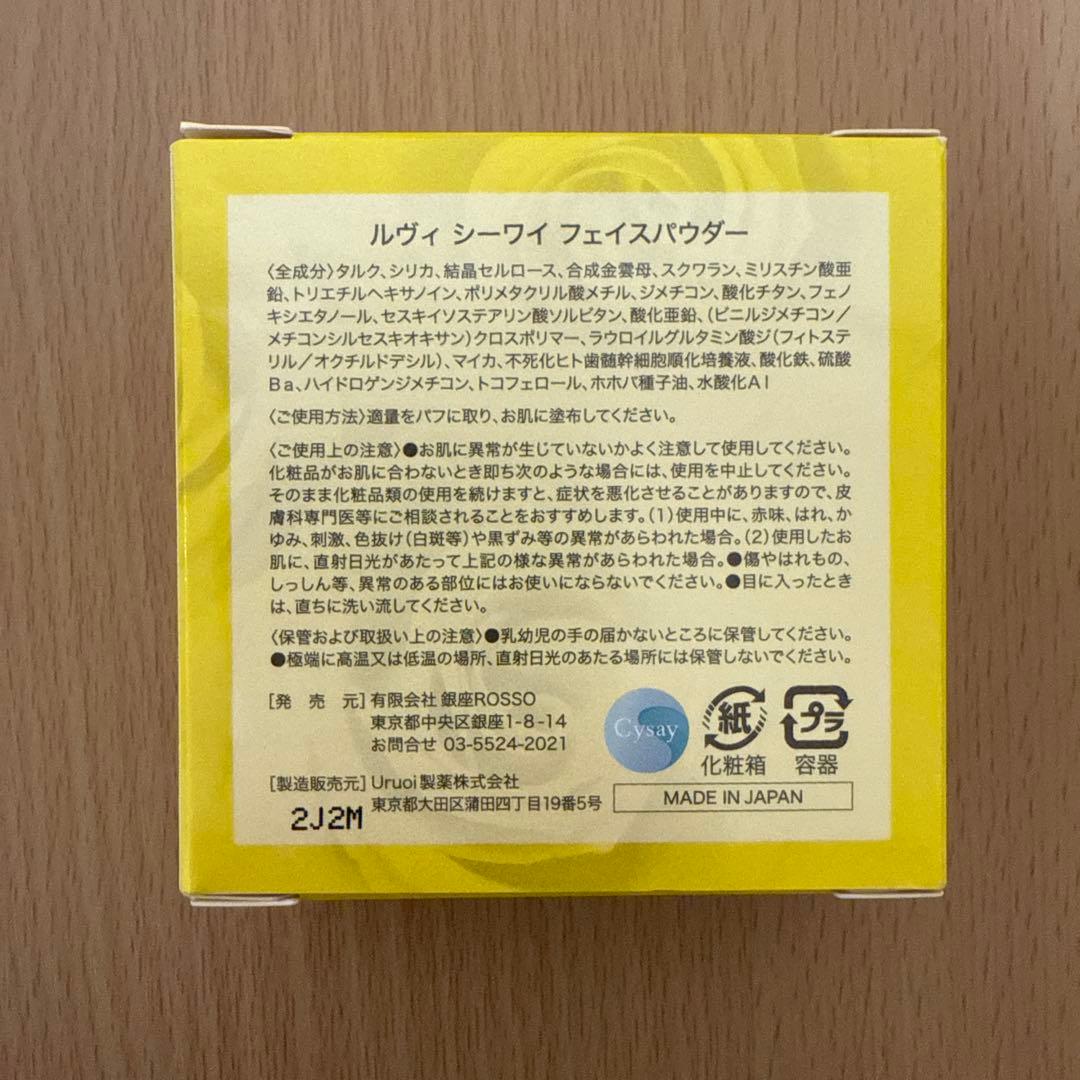 ルヴィ シーワイ フェイスパウダー
〈全成分〉タルク、シリカ、結晶セルロース、合成金雲母、スクワラン、ミリスチン酸亜
鉛、トリエチルヘキサノイン、ポリメタクリル酸メチル、ジメチコン、酸化チタン、フェノ
キシエタノール、セスキイソステアリン酸ソルビタン、酸化亜鉛、(ビニルジメチコン/
メチコンシルセスキオキサン)クロスポリマー、ラウロイルグルタミン酸ジ(フィトステ
リル/オクチルドデシル)、マイカ、不死化ヒト歯髄幹細胞順化培養液、酸化鉄、硫酸
Ba、ハイドロゲンジメチコン、トコフェロール、ホホバ種子油、水酸化Al
〈ご使用方法〉適量をパフに取り、お肌に塗布してください。
〈ご使用上の注意〉●お肌に異常が生じていないかよく注意して使用してください。
化粧品がお肌に合わないとき即ち次のような場合には、使用を中止してください。
そのまま化粧品類の使用を続けますと、症状を悪化させることがありますので、皮
膚科専門医等にご相談されることをおすすめします。(1)使用中に、赤味、はれ、か
ゆみ、刺激、色抜け(白斑等)や黒ずみ等の異常があらわれた場合。(2)使用したお
肌に、直射日光があたって上記の様な異常があらわれた場合。●傷やはれもの、
しっしん等、異常のある部位にはお使いにならないでください。●目に入ったとき
は、直ちに洗い流してください。
〈保管および取扱い上の注意〉●乳幼児の手の届かないところに保管してください。
●極端に高温又は低温の場所、直射日光のあたる場所には保管しないでください。
[発 売 元]有限会社 銀座ROSSO
東京都中央区銀座1-8-14
お問合せ 03-5524-2021
[製造販売元]Uruoi製薬株式会社
東京都大田区蒲田四丁目19番5号
2J2M
Cysay
紙
化粧箱
プラ
容器
MADE IN JAPAN